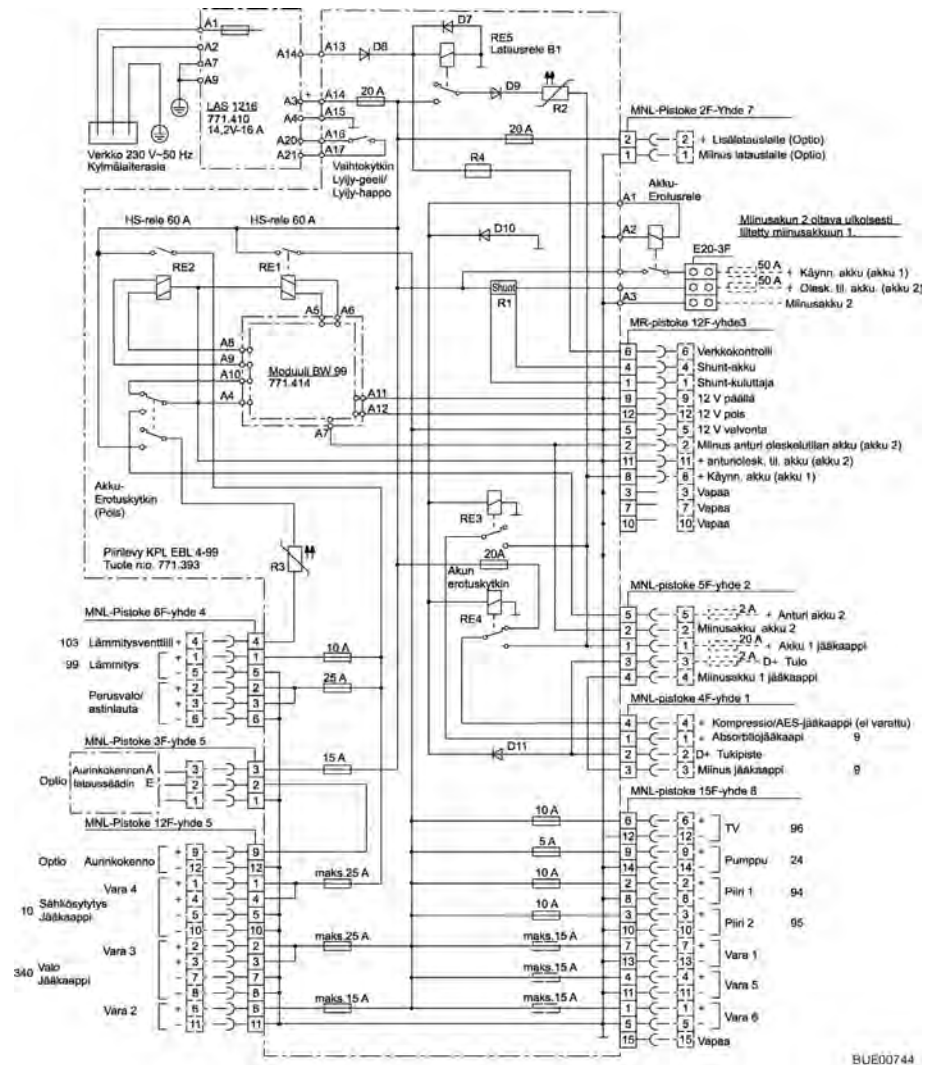 A1
A2
A7
A9
LAS 1216
771.410
14,2V-16 A
A14
A3 +
A4
A20
A21
A13
A14
A15
A16
A17
20 A
D8
D7
RE5
Latausrele B1
D9
R2
20 A
R4
Verkko 230 V~50 Hz
Kylmälaiterasia
Vaihtokytkin
Lyijy-geeli/
Lyijy-happo
MNL-Pistoke 2F-Yhde 7
2 2 + Lisälatauslaite (Optio)
1 1 Miinus latauslaite (Optio)
A1
Akku-
Erotusrele
A2
A3
Miinusakun 2 oltava ulkoisesti
liitetty miinusakkuun 1.
E20-3F
50 A + Käynn. akku (akku 1)
50 A + Olesk. til. akku. (akku 2)
Miinusakku 2
HS-rele 60 A
HS-rele 60 A
RE2
RE1
D10
Shunt
R1
A5
A6
A8
A9
A10
A4
Moduuli BW 99
771.414
A11
A12
A7
MR-pistoke 12F-yhde3
6 6 Verkkokontrolli
4 4 Shunt-akku
1 1 Shunt-kuluttaja
9 9 12 V päällä
12 12 12 V pois
5 5 12 V valvonta
2 2 Miinus anturi oleskelutilan akku (akku 2)
11 11 + anturiolesk. til. akku (akku 2)
8 8 + Käynn. akku (akku 1)
3 3 Vapaa
7 7 Vapaa
10 10 Vapaa
Akku-
Erotuskytkin
(Pois)
R3
Piirilevy KPL EBL 4-99
Tuote n:o. 771.393
RE3
20A
Akun
erotuskytkin
RE4
D11
MNL-pistoke 5F-yhde 2
5 5 2 A + Anturi akku 2
2 2 Miinusakku akku 2
1 1 20 A + Akku 1 jääkaappi
3 3 2 A D+ Tulo
4 4 Miinusakku 1 jääkaappi
MNL-pistoke 4F-yhde 1
4 4 + Kompressio/AES-jääkaappi (ei varattu)
1 1 + Absorbtiojääkaapi 9
2 2 D+ Tukipiste
3 3 Miinus jääkaappi 9
MNL-Pistoke 6F-yhde 4
103 Lämmitysventtiili + 4 4
99 Lämmitys + 1 1
- 5 5
Perusvalo/
astinlauta
+ 2 2
+ 3 3
- 6 6
10 A
25 A
MNL-Pistoke 3F-yhde 5
Optio
Aurinkokennon A
lataussäädin E
3 3
2 2
1 1
15 A
MNL-Pistoke 12F-yhde 5
Optio Aurinkokenno + 9 9
- 12 12
Vara 4
10 Sähkösytytys
Jääkaappi
+ 1 1
+ 4 4
- 5 5
- 10 10
maks.25 A
Vara 3
340 Valo
Jääkaappi
+ 2 2
+ 3 3
- 7 7
- 8 8
maks.25 A
Vara 2 + 6 6
- 11 11
maks.15 A
MNL-pistoke 15F-yhde 8
10 A 6 6 + TV 96
12 12 -
5 A 9 9 + Pumppu 24
14 14 -
10 A 2 2 + Piiri 1 94
8 8 -
10 A 3 3 + Piiri 2 95
10 10 -
maks.15 A 7 7 + Vara 1
13 13 -
maks.15 A 4 4 + Vara 5
11 11 -
maks.15 A 1 1 + Vara 6
5 5 -
15 15 Vapaa
BUE00744